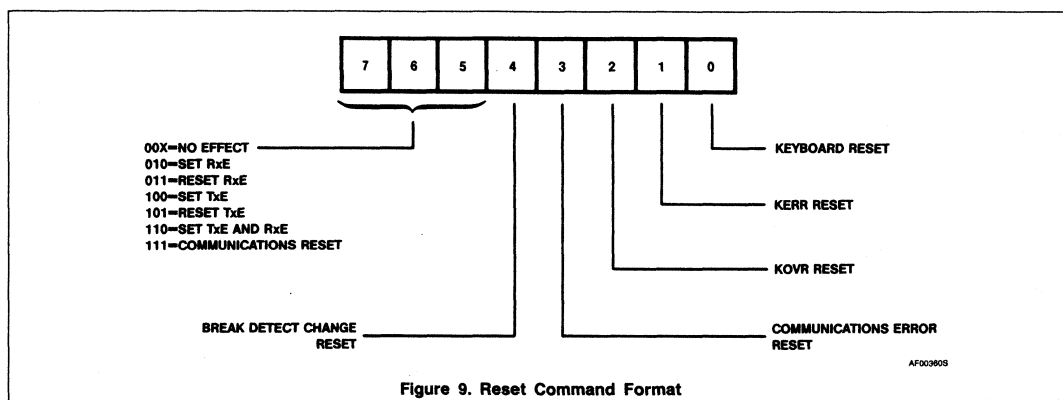 7 6 5 4 3 2 1 0
00X=NO EFFECT
010=SET RxE
011=RESET RxE
100=SET TxE
101=RESET TxE
110=SET TxE AND RxE
111=COMMUNICATIONS RESET
KEYBOARD RESET
KERR RESET
KOVR RESET
BREAK DETECT CHANGE
RESET
COMMUNICATIONS ERROR
RESET
AF00360S
Figure 9. Reset Command Format